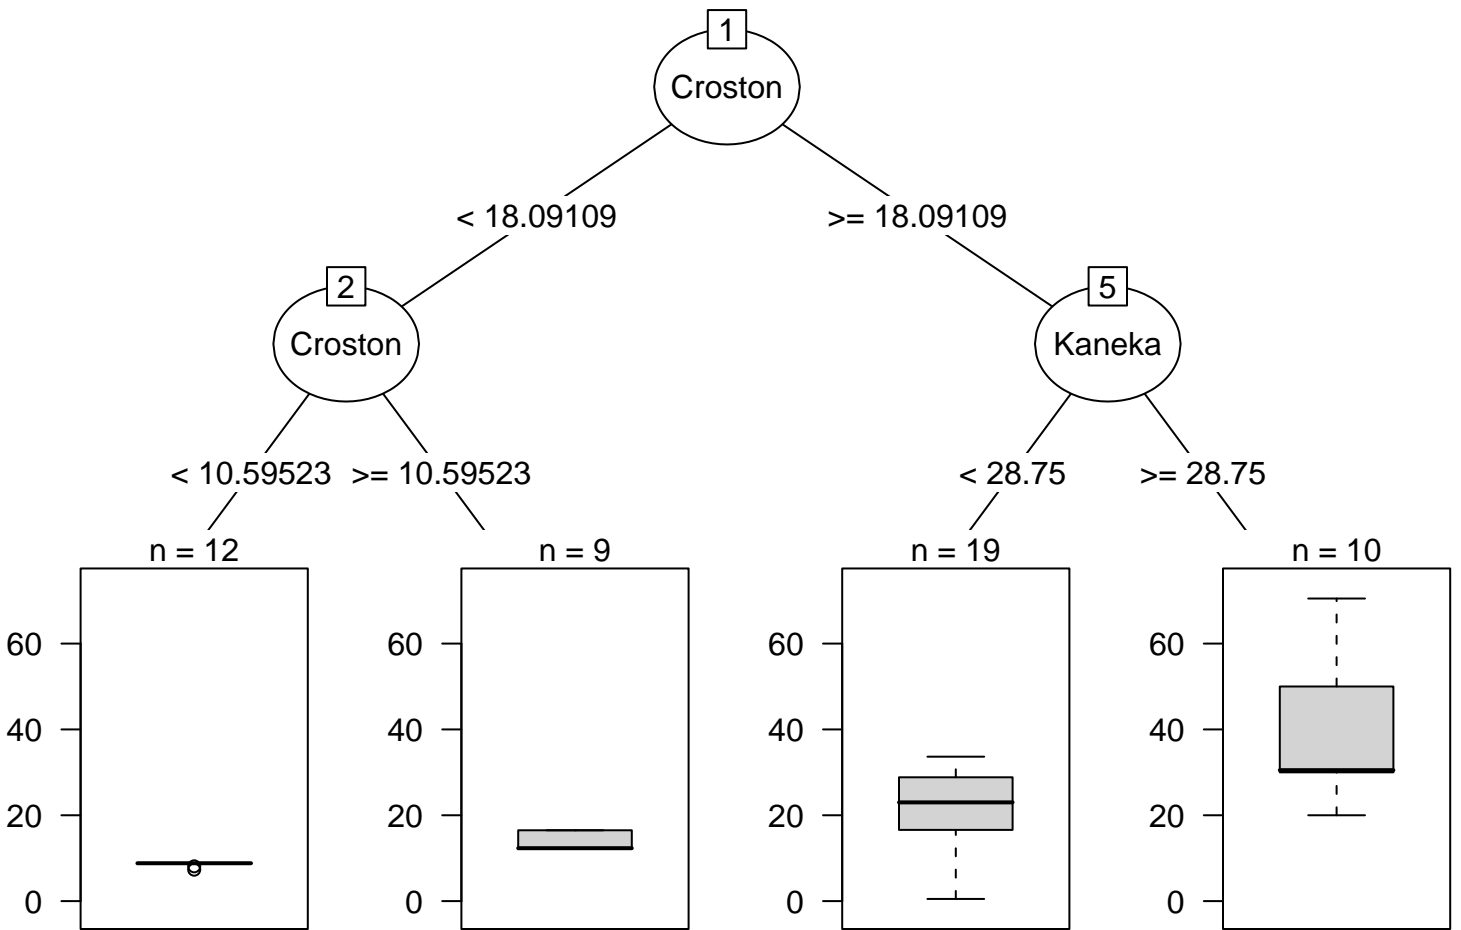 1
Croston
< 18.09109 >= 18.09109
2 5
Croston Kaneka
< 10.59523 >= 10.59523 < 28.75 >= 28.75
n = 12 n = 9 n = 19 n = 10
60 60 60 60
40 40 40 40
20 20 20 20
0 0 0 0